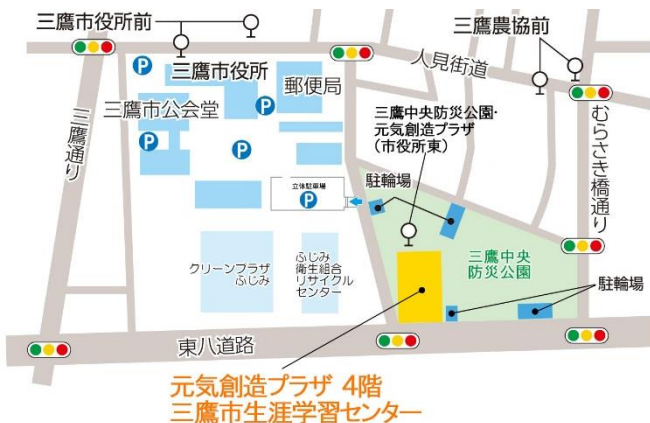 三鷹市役所前
三鷹農協前
三鷹市役所
郵便局
人見街道
P
P
P
P
三鷹市公会堂
三鷹通り
三鷹中央防災公園・
元気創造プラザ
(市役所東)
むらさき橋通り
立体駐車場
P
駐輪場
三鷹中央
防災公園
クリーンプラザ
ふじみ
ふじみ
衛生組合
リサイクル
センター
駐輪場
東八道路
元気創造プラザ 4階
三鷹市生涯学習センター